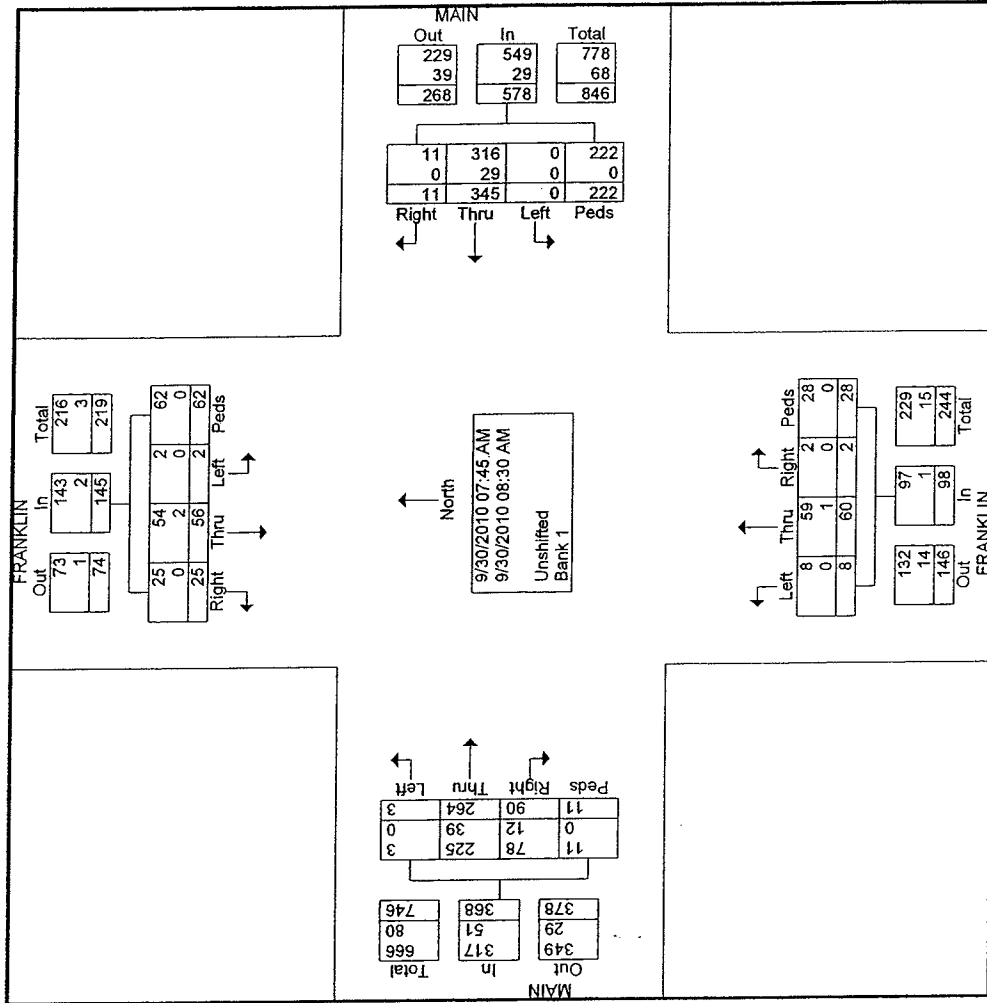 MAIN
Out In Total
229 549 778
39 29 68
268 578 846
11 316 0 222
0 29 0 0
11 345 0 222
Right Thru Left Peds
FRANKLIN
Out In Total
73 143 216
1 2 3
74 145 219
25 54 2 62
0 2 0 0
25 56 2 62
Right Thru Left Peds
North
9/30/2010 07:45 AM
9/30/2010 08:30 AM
Unshifted
Bank 1
Left Thru Right Peds
8 59 2 28
0 1 0 0
8 60 2 28
132 97 229
14 1 15
146 98 244
Out In Total
FRANKLIN
Left Thru Right Peds
3 264 90 11
0 39 12 0
3 225 78 11
746 368 378
80 51 29
666 317 349
Total In Out
MAIN